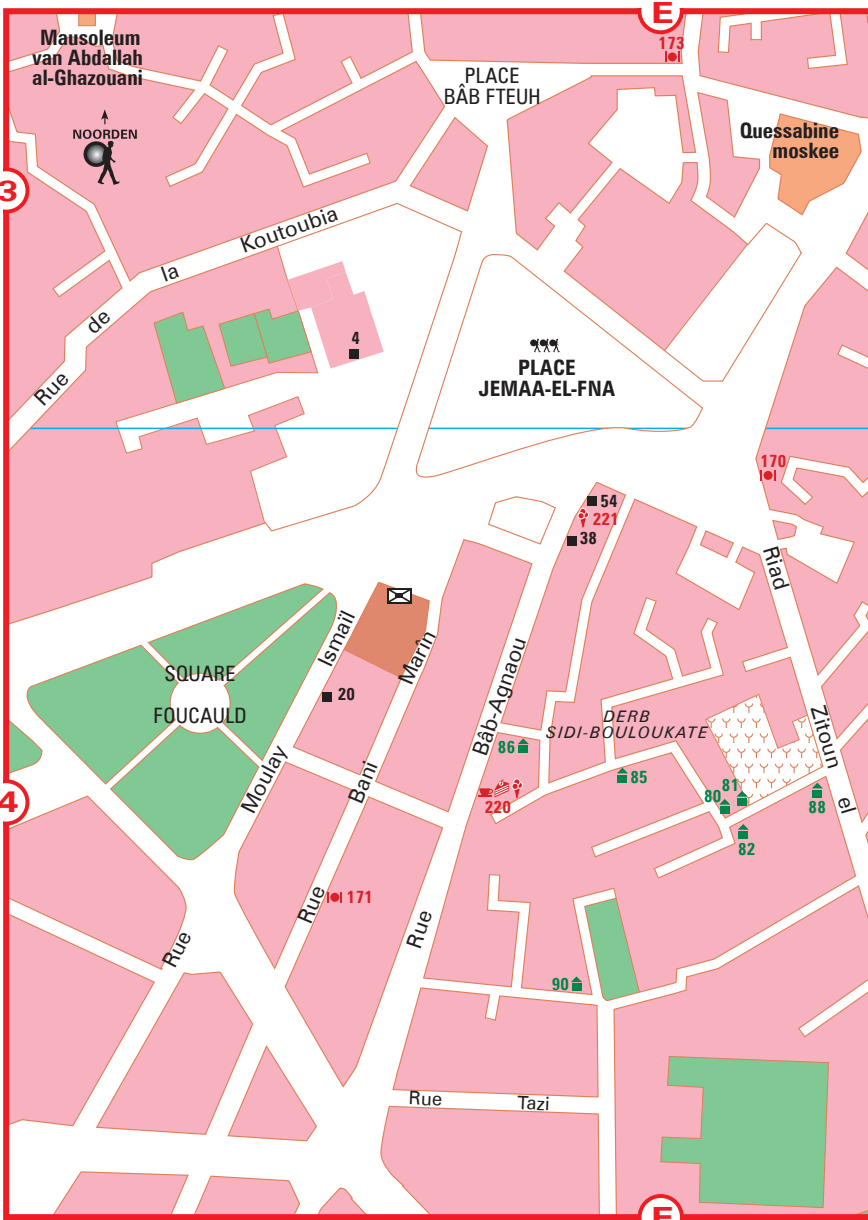 E
Mausoleum
van Abdallah
al-Ghazouani
173
PLACE
BÂB FTEUH
NOORDEN
Quessabine
moskee
3
Rue de la Koutoubia
4
PLACE
JEMAA-EL-FNA
170
54
221
38
Riad Zitoun el
Rue Moulay Ismaïl
Rue Bani Marîn
Rue Bâb-Agnaou
SQUARE
FOUCAULD
20
DERB
SIDI-BOULOUKATE
86
85
81
80
88
82
220
4
171
90
Rue Tazi
E